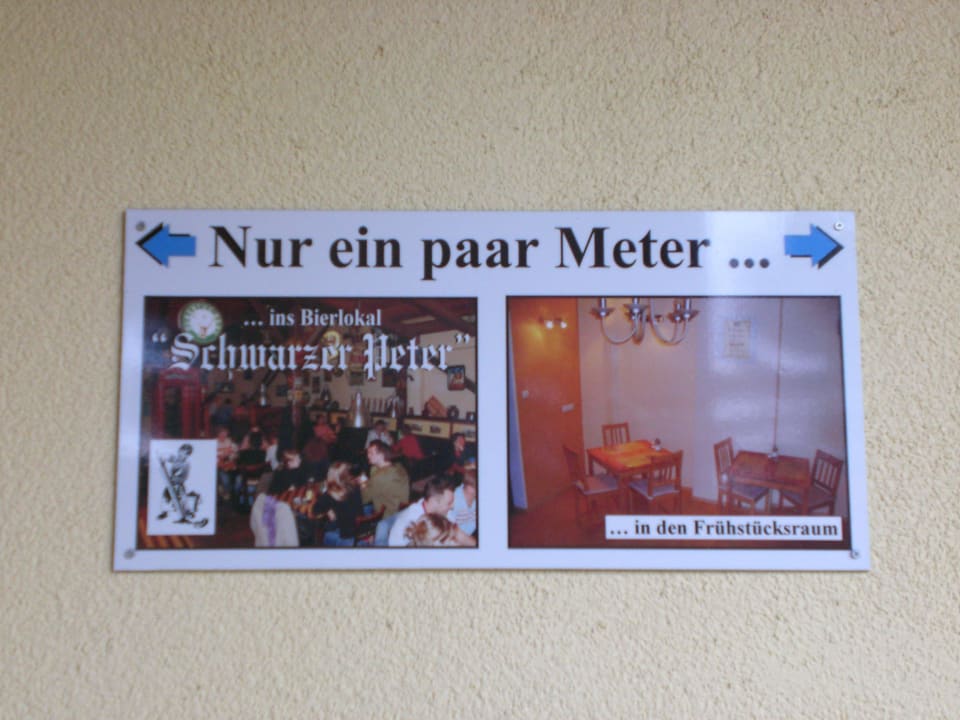 Nur ein paar Meter ...
... ins Bierlokal
“Schwarzer Peter”
... in den Frühstücksraum